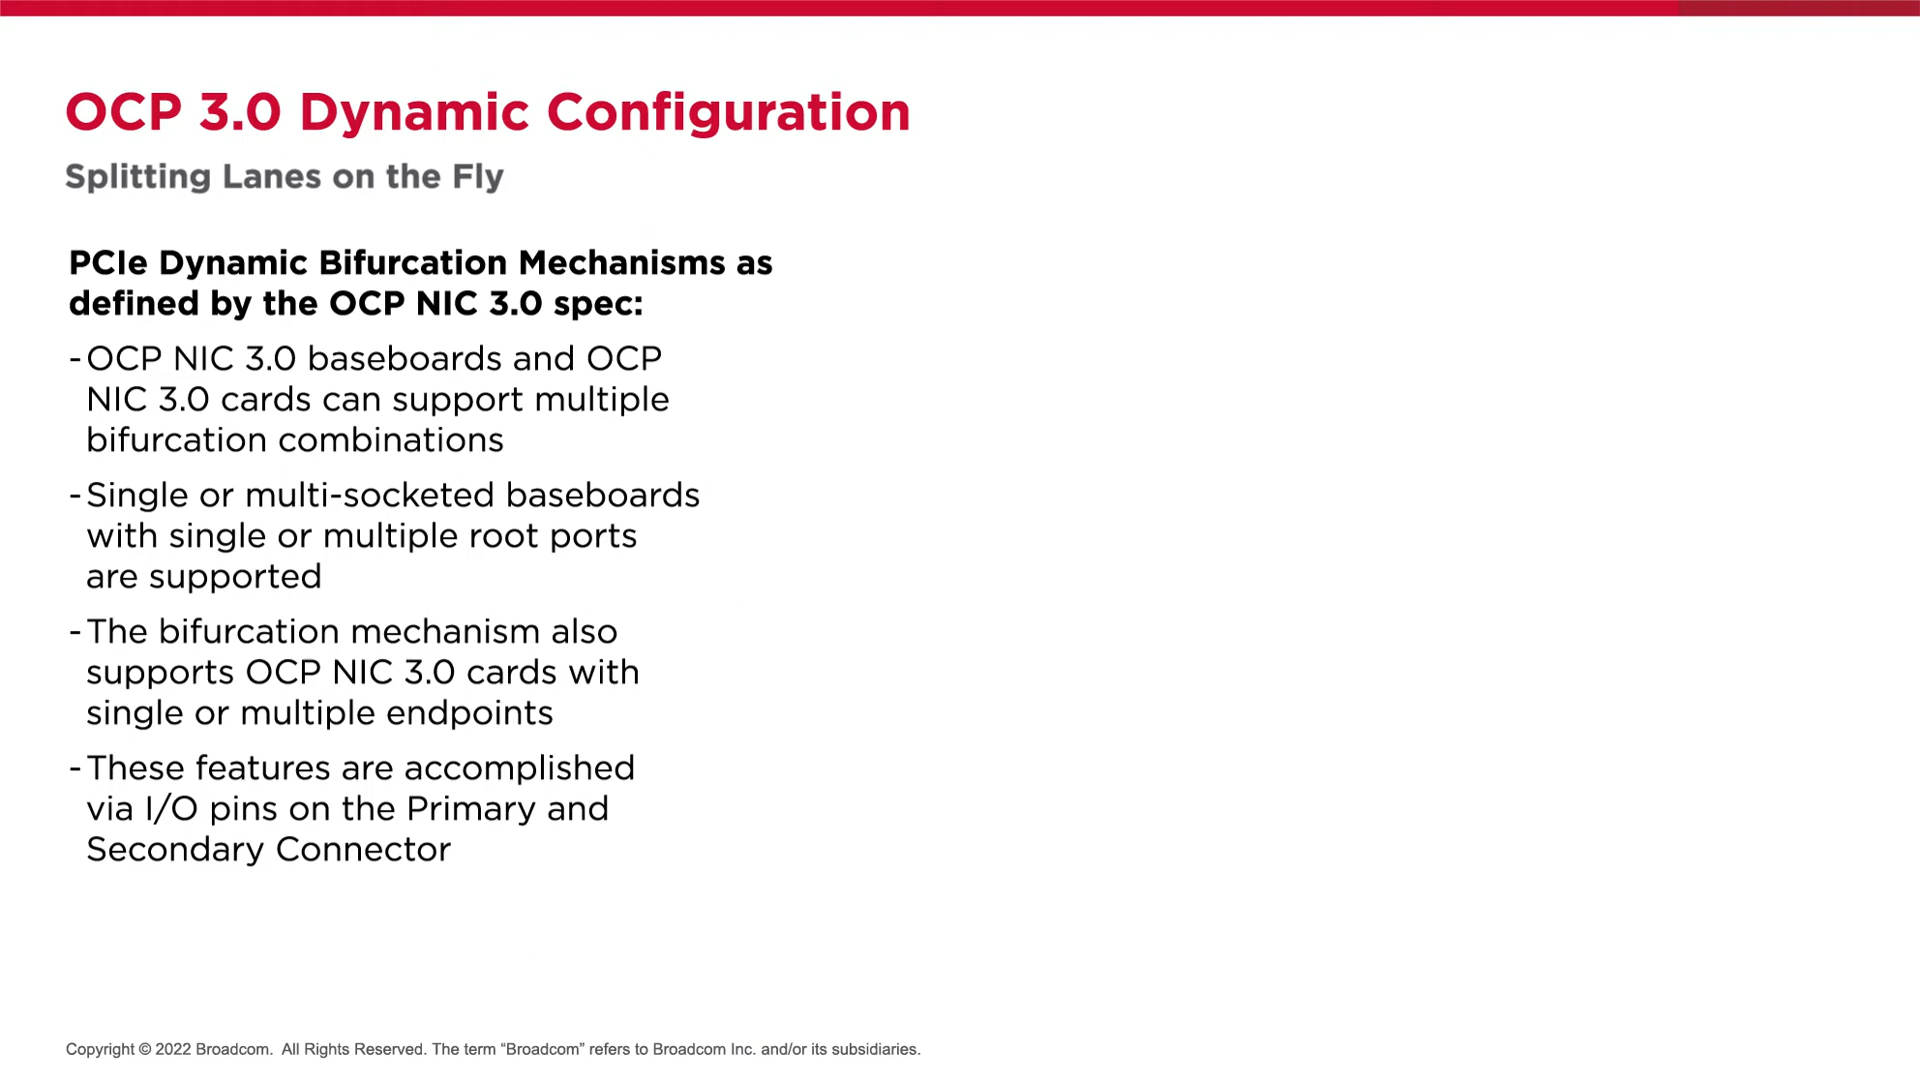 OCP 3.0 Dynamic Configuration
Splitting Lanes on the Fly
PCIe Dynamic Bifurcation Mechanisms as
defined by the OCP NIC 3.0 spec:
- OCP NIC 3.0 baseboards and OCP
NIC 3.0 cards can support multiple
bifurcation combinations
- Single or multi-socketed baseboards
with single or multiple root ports
are supported
- The bifurcation mechanism also
supports OCP NIC 3.0 cards with
single or multiple endpoints
- These features are accomplished
via I/O pins on the Primary and
Secondary Connector
Copyright © 2022 Broadcom.  All Rights Reserved. The term “Broadcom” refers to Broadcom Inc. and/or its subsidiaries.